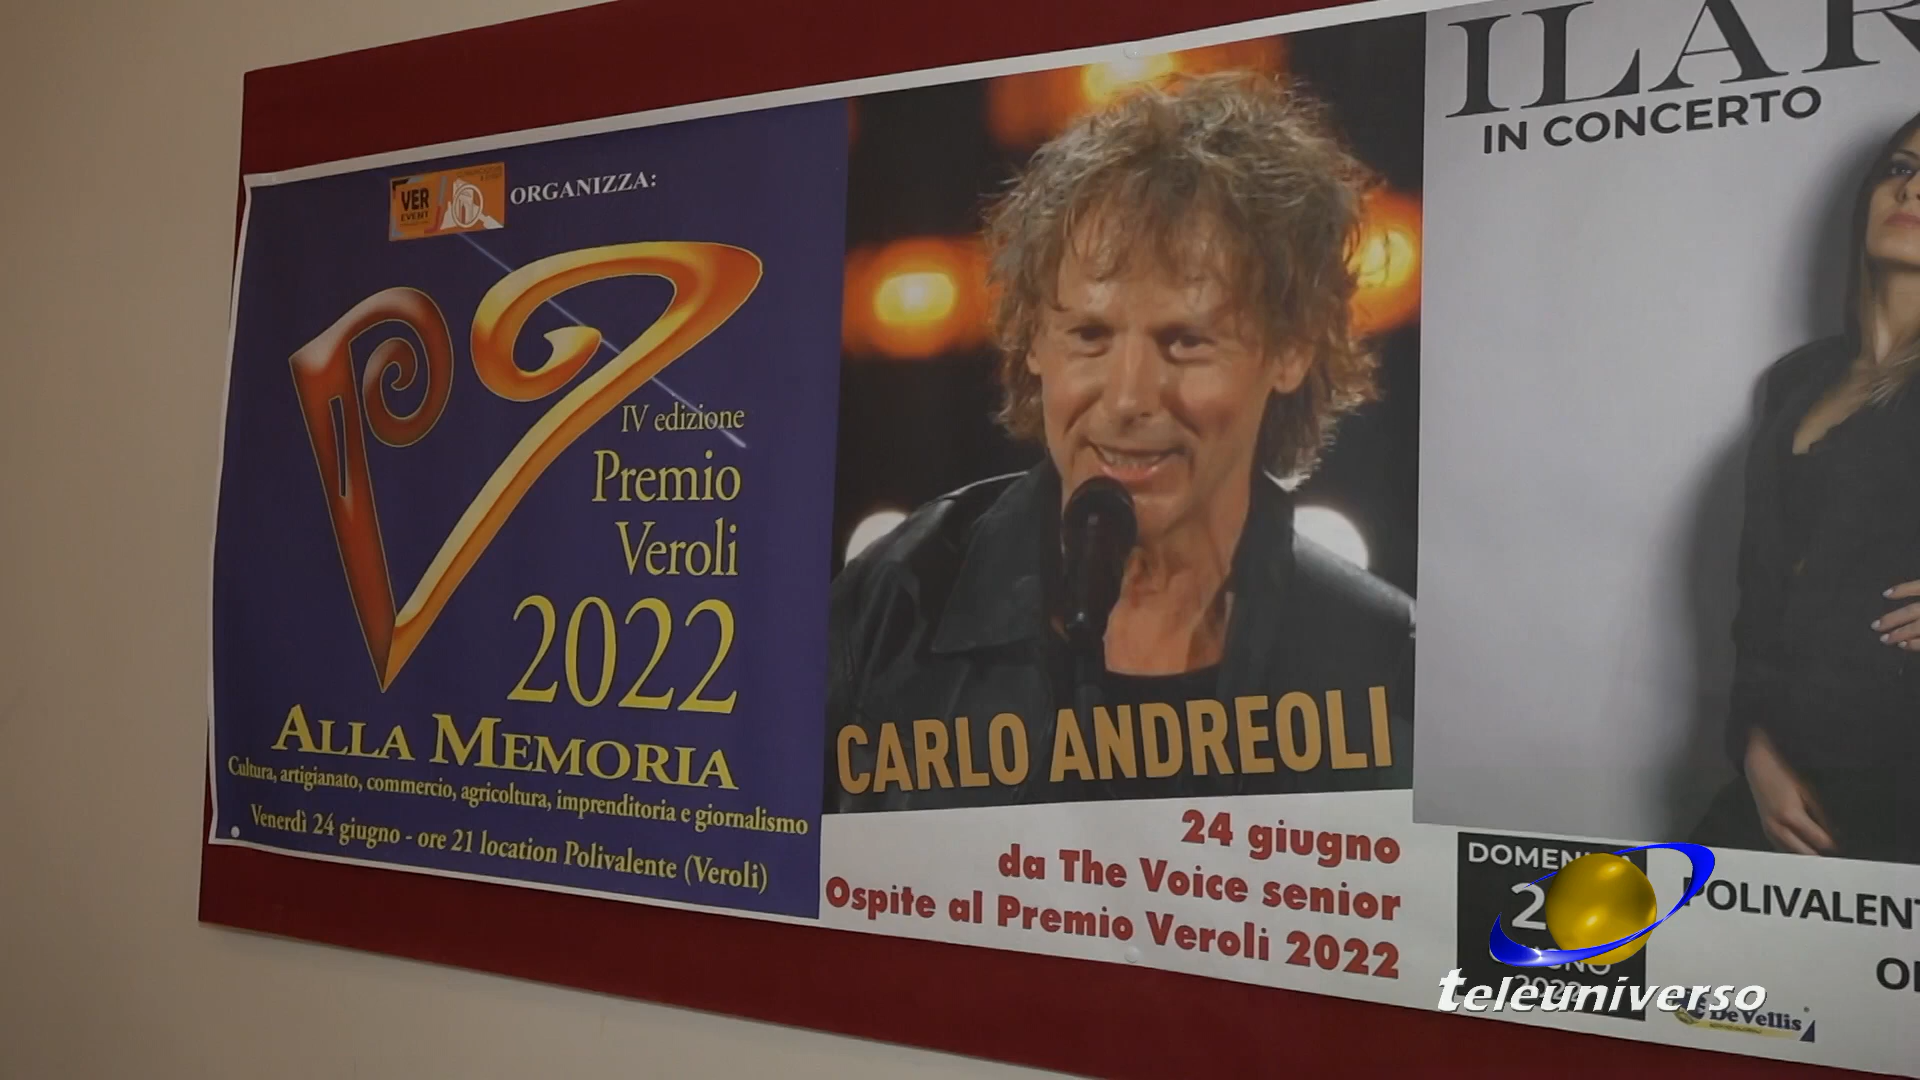 VER
EVENT
ORGANIZZA:
IV edizione
Premio
Veroli
2022
ALLA MEMORIA
Cultura, artigianato, commercio, agricoltura, imprenditoria e giornalismo
Venerdì 24 giugno - ore 21 location Polivalente (Veroli)
CARLO ANDREOLI
24 giugno
da The Voice senior
Ospite al Premio Veroli 2022
ILAR
IN CONCERTO
2022
POLIVALENT
teleuniverso
De Vellis